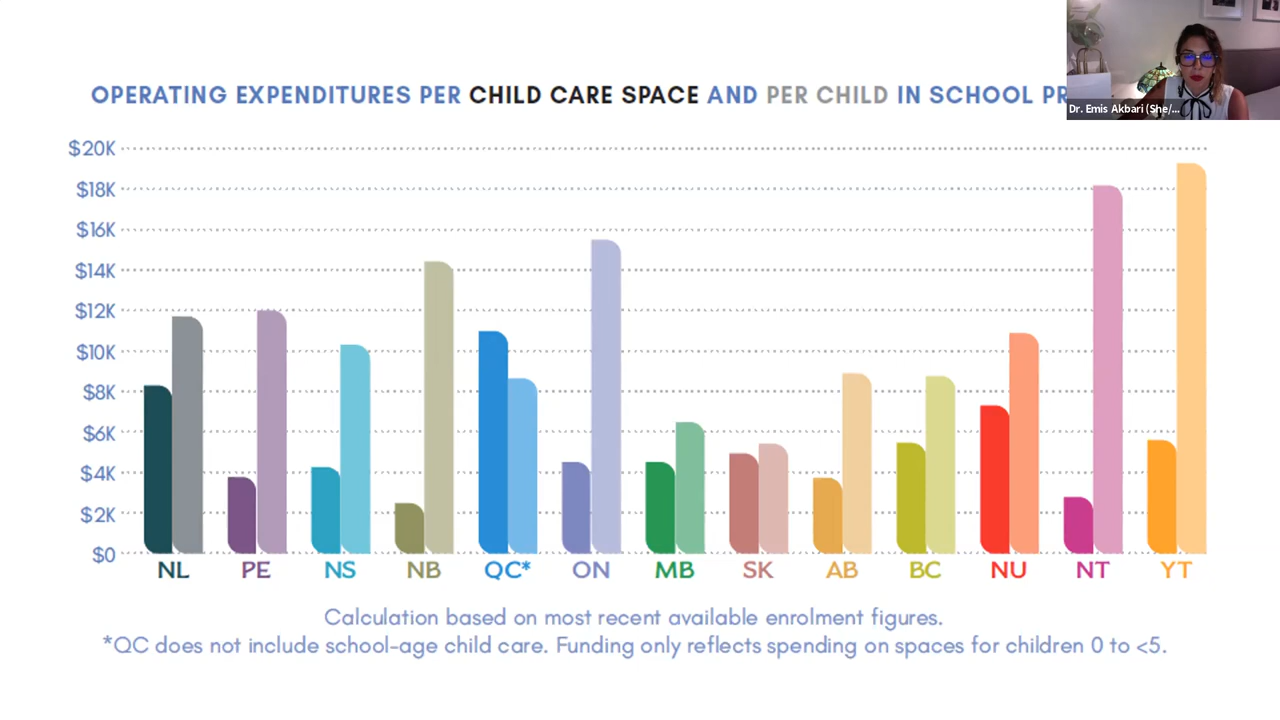 OPERATING EXPENDITURES PER CHILD CARE SPACE AND PER CHILD IN SCHOOL
Dr. Emis Akbari (She/...
$20K
$18K
$16K
$14K
$12K
$10K
$8K
$6K
$4K
$2K
$0
NL PE NS NB QC* ON MB SK AB BC NU NT YT
Calculation based on most recent available enrolment figures.
*QC does not include school-age child care. Funding only reflects spending on spaces for children 0 to <5.